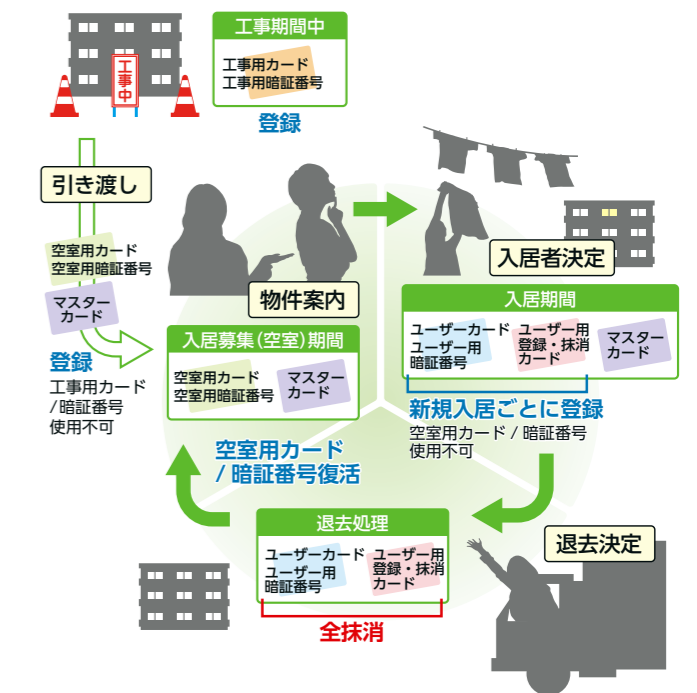 工事中
工事期間中
工事用カード
工事用暗証番号
登録
引き渡し
空室用カード
空室用暗証番号
マスター
カード
登録
工事用カード
/暗証番号
使用不可
物件案内
入居募集(空室)期間
空室用カード
空室用暗証番号
マスター
カード
入居者決定
入居期間
ユーザーカード
ユーザー用
暗証番号
ユーザー用
登録・抹消
カード
マスター
カード
新規入居ごとに登録
空室用カード / 暗証番号
使用不可
空室用カード
/ 暗証番号復活
退去決定
退去処理
ユーザーカード
ユーザー用
暗証番号
ユーザー用
登録・抹消
カード
全抹消